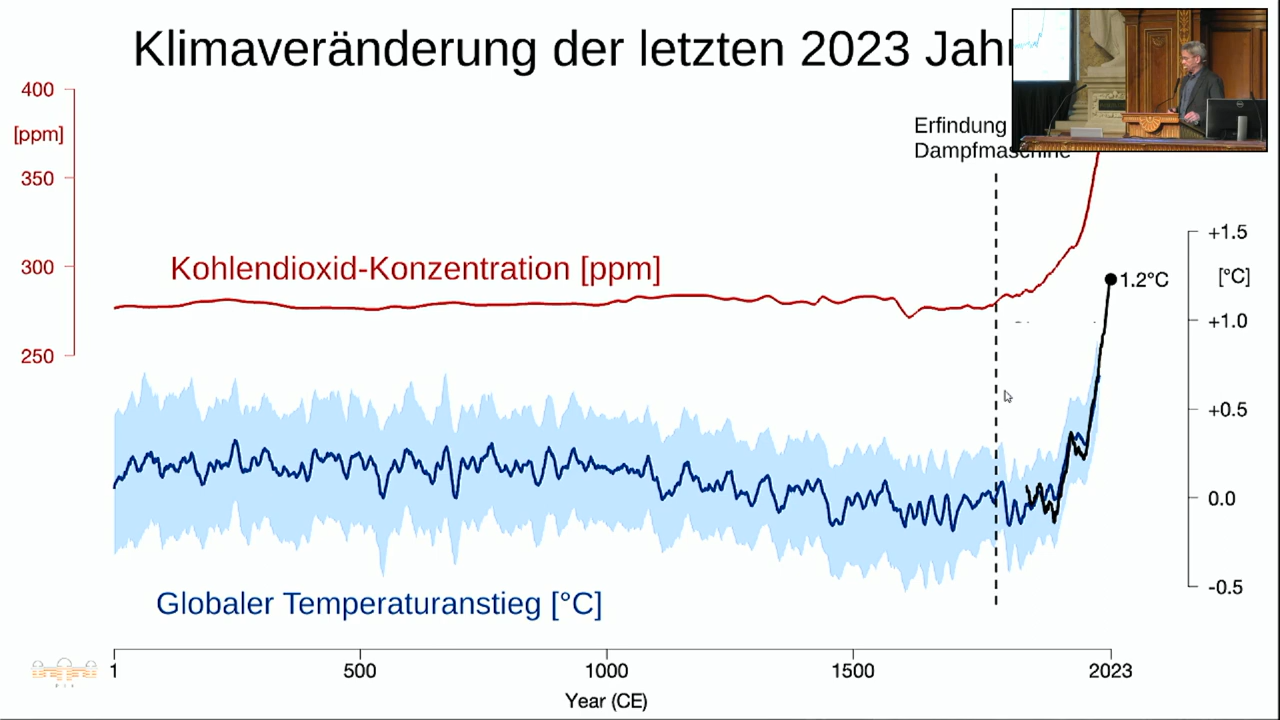 Klimaveränderung der letzten 2023 Jah
400
[ppm]
350
300
250
Erfindung
Dampfmaschine
Kohlendioxid-Konzentration [ppm]
+1.5
[°C]
1.2°C
+1.0
+0.5
0.0
-0.5
Globaler Temperaturanstieg [°C]
1
500
1000
1500
2023
Year (CE)